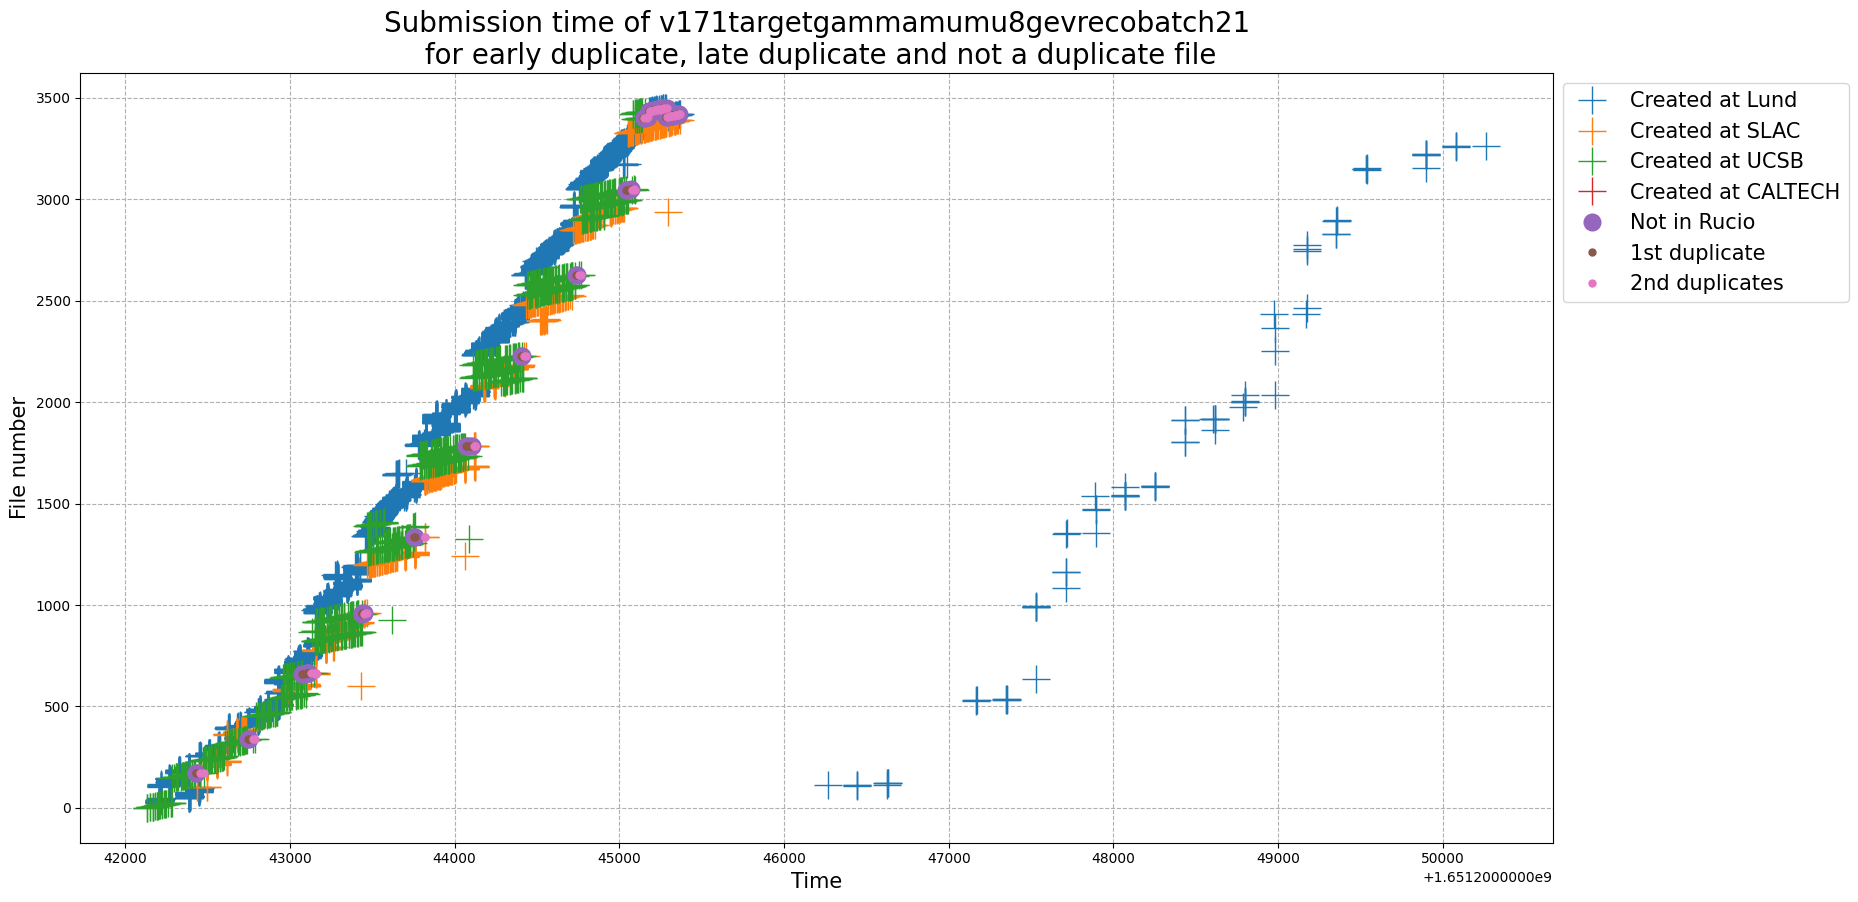 Submission time of v171targetgammamumu8gevrecobatch21
for early duplicate, late duplicate and not a duplicate file
Created at Lund
Created at SLAC
Created at UCSB
Created at CALTECH
Not in Rucio
1st duplicate
2nd duplicates
File number
3500
3000
2500
2000
1500
1000
500
0
42000
43000
44000
45000
46000
47000
48000
49000
50000
Time
+1.6512000000e9